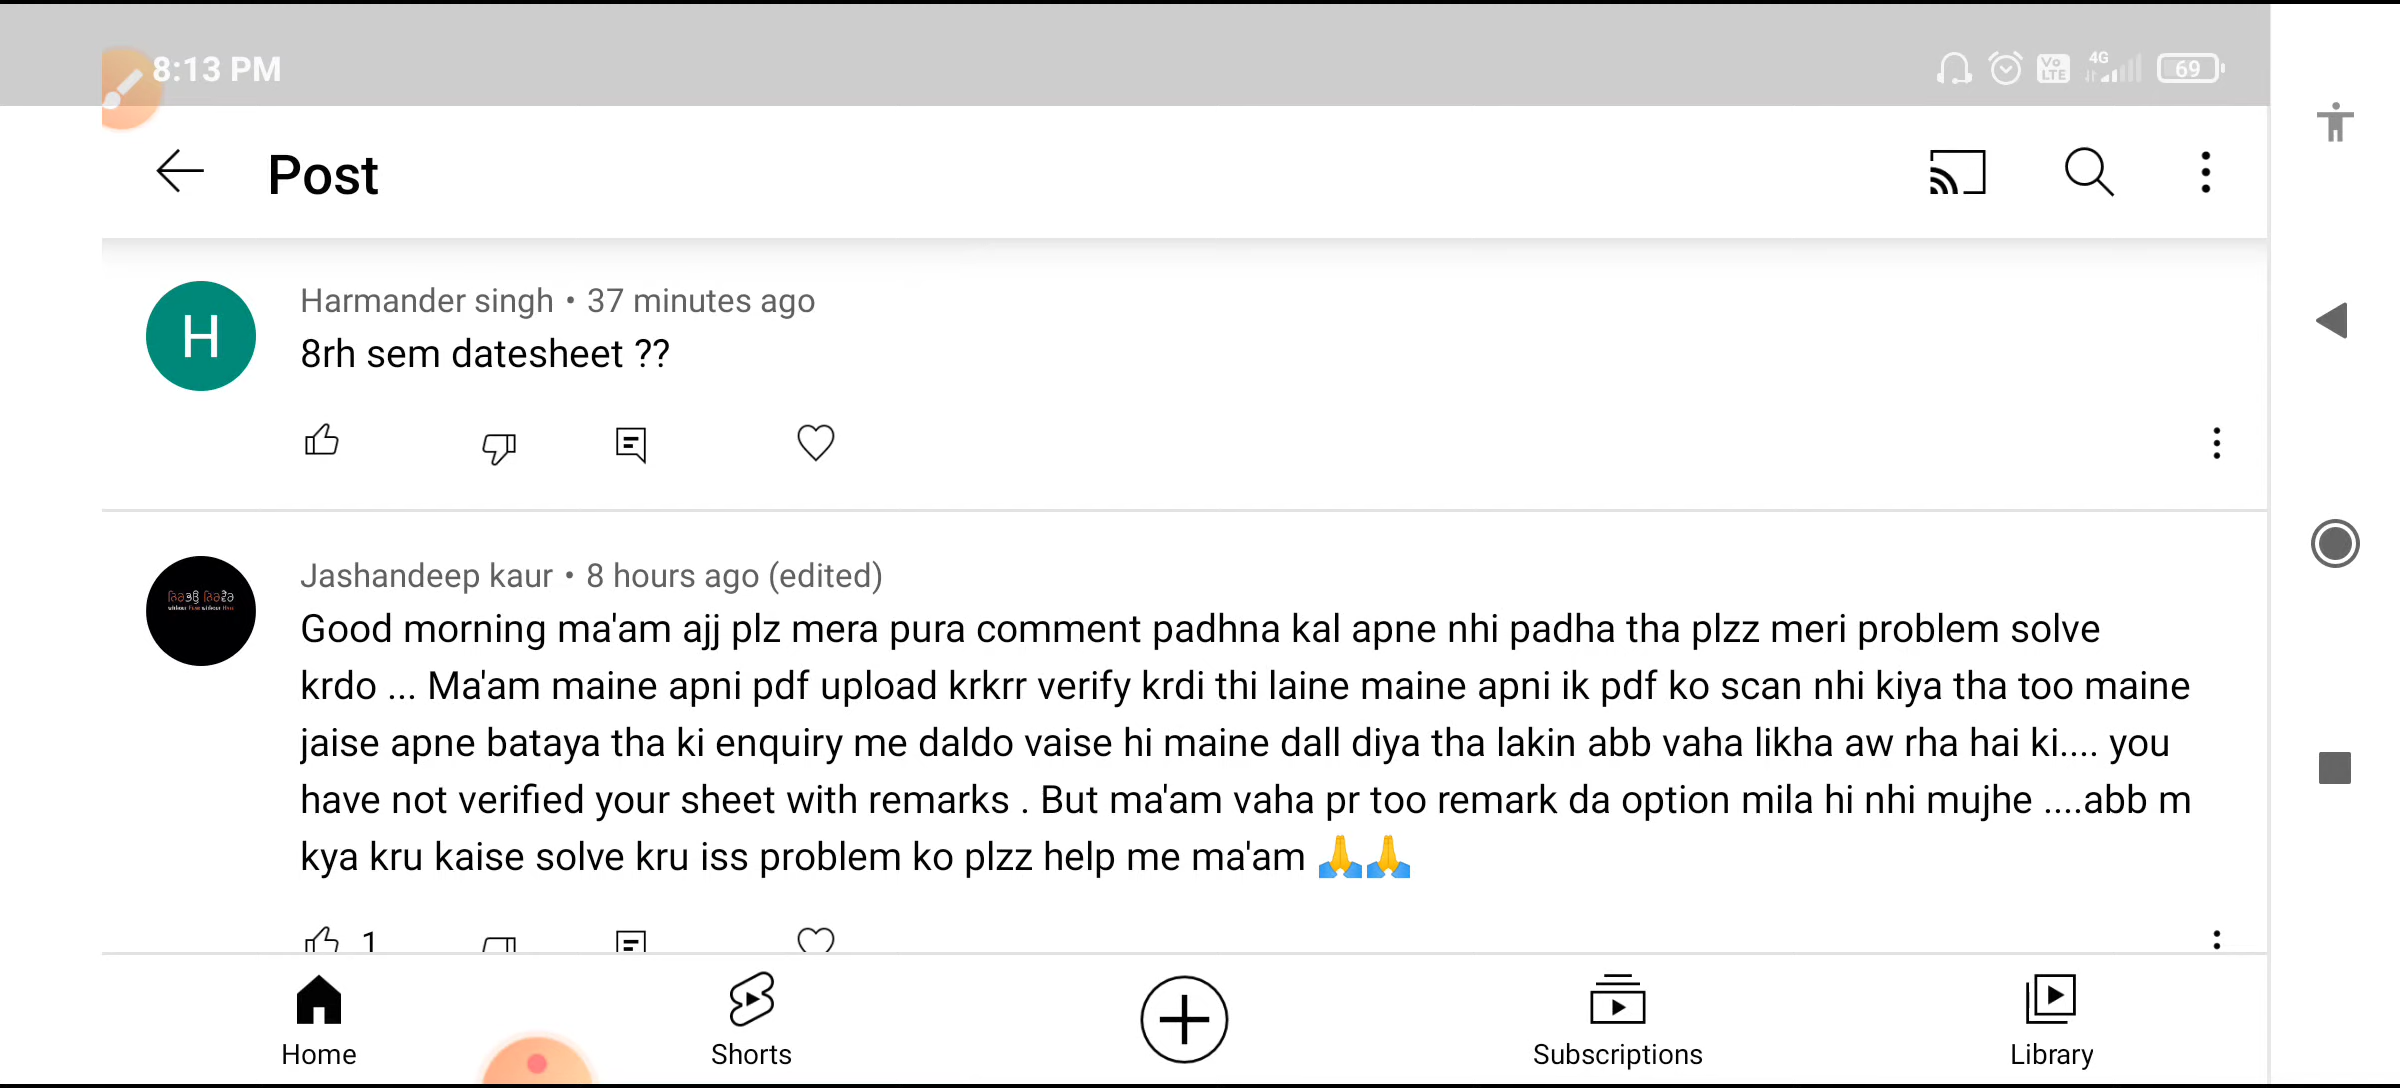 8:13 PM
4G
Vo
LTE
69
Post
H
Harmander singh • 37 minutes ago
8rh sem datesheet ??
Jashandeep kaur • 8 hours ago (edited)
Good morning ma'am ajj plz mera pura comment padhna kal apne nhi padha tha plzz meri problem solve
krdo ... Ma'am maine apni pdf upload krkrr verify krdi thi laine maine apni ik pdf ko scan nhi kiya tha too maine
jaise apne bataya tha ki enquiry me daldo vaise hi maine dall diya tha lakin abb vaha likha aw rha hai ki.... you
have not verified your sheet with remarks . But ma'am vaha pr too remark da option mila hi nhi mujhe ....abb m
kya kru kaise solve kru iss problem ko plzz help me ma'am 🙏🙏
1
Home
Shorts
Subscriptions
Library